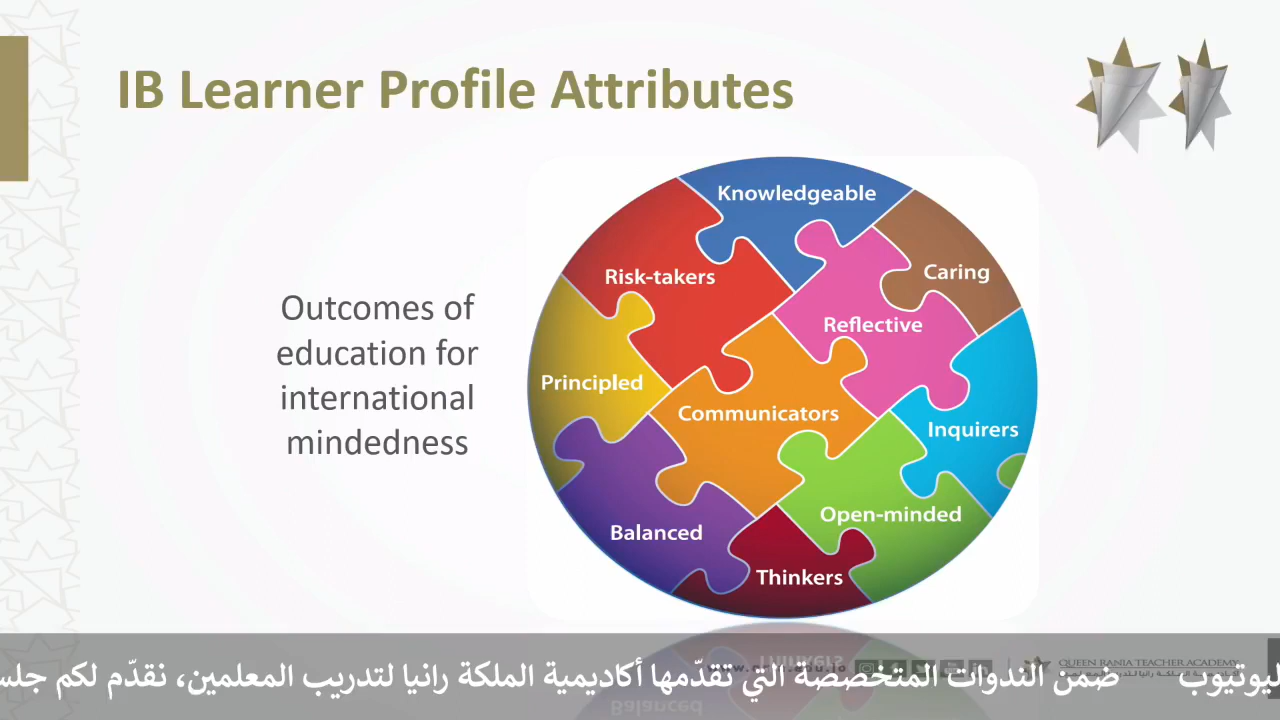 IB Learner Profile Attributes
Outcomes of
education for
international
mindedness
Knowledgeable
Caring
Risk-takers
Reflective
Principled
Communicators
Inquirers
Open-minded
Balanced
Thinkers
QUEEN RANIA TEACHER ACADEMY
ضمن الندوات المتخصصة التي تقدّمها أكاديمية الملكة رانيا لتدريب المعلمين، نقدّم لكم